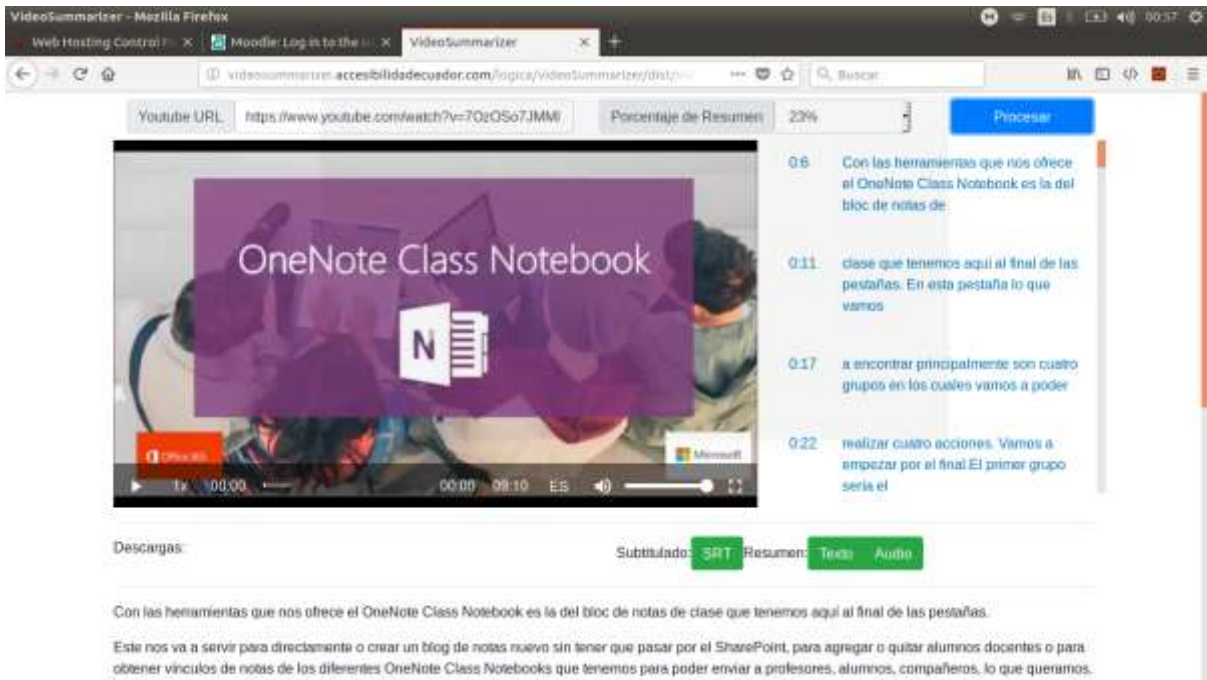 VideoSummarizer - Mozilla Firefox
00:57
Web Hosting Control
Moodle: Log in to the
VideoSummarizer
videosummarizer.accesibilidadecuador.com/logica/VideoSummarizer/dist/
Buscar
Youtube URL
https://www.youtube.com/watch?v=7OzOSo7JMMI
Porcentaje de Resumen
23%
Procesar
OneNote Class Notebook
N
Office 365
Microsoft
1x 00:00 00:00 09:10 ES
0:6 Con las herramientas que nos ofrece
el OneNote Class Notebook es la del
bloc de notas de
0:11 clase que tenemos aquí al final de las
pestañas. En esta pestaña lo que
vamos
0:17 a encontrar principalmente son cuatro
grupos en los cuales vamos a poder
0:22 realizar cuatro acciones. Vamos a
empezar por el final.El primer grupo
sería el
Descargas:
Subtitulado: SRT Resumen: Texto Audio
Con las herramientas que nos ofrece el OneNote Class Notebook es la del bloc de notas de clase que tenemos aquí al final de las pestañas.
Este nos va a servir para directamente o crear un blog de notas nuevo sin tener que pasar por el SharePoint, para agregar o quitar alumnos docentes o para
obtener vínculos de notas de los diferentes OneNote Class Notebooks que tenemos para poder enviar a profesores, alumnos, compañeros, lo que queramos.